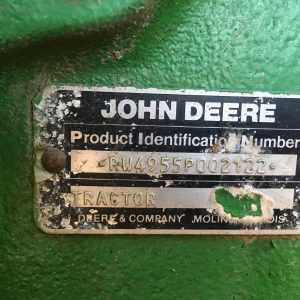 JOHN DEERE
Product Identification Number
*RW4955P002122*
TRACTOR
DEERE & COMPANY MOLINE